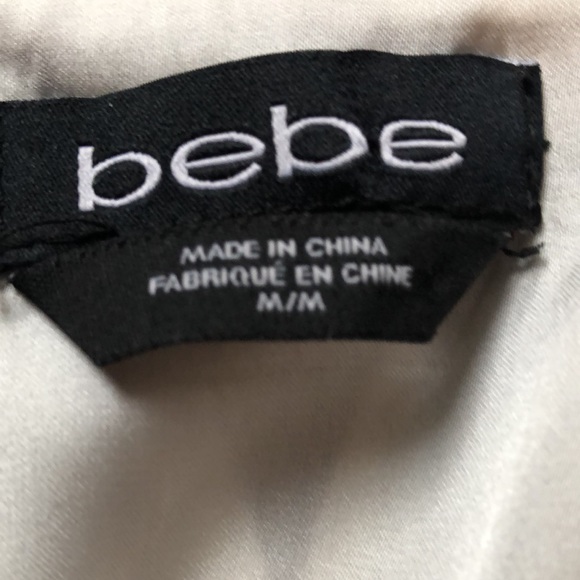 bebe
MADE IN CHINA
FABRIQUÉ EN CHINE
M/M